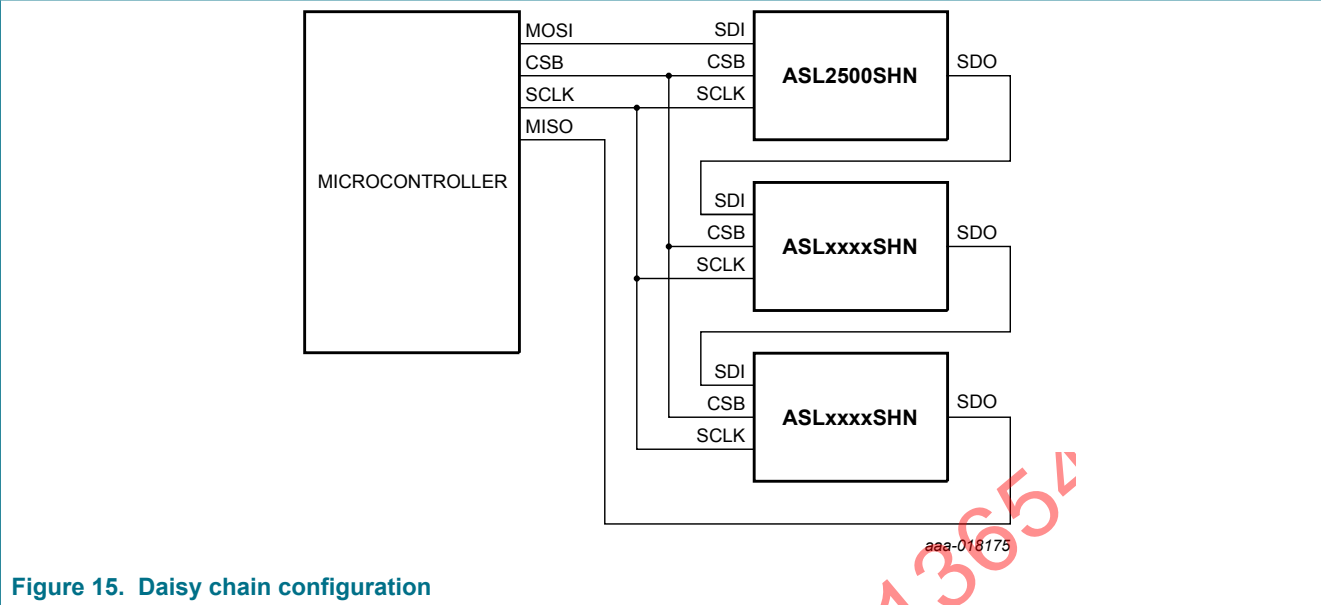 MOSI
SDI
CSB
CSB
ASL2500SHN
SDO
SCLK
SCLK
MISO
MICROCONTROLLER
SDI
CSB
ASLxxxxSHN
SDO
SCLK
SDI
CSB
ASLxxxxSHN
SDO
SCLK
aaa-018175
Figure 15. Daisy chain configuration